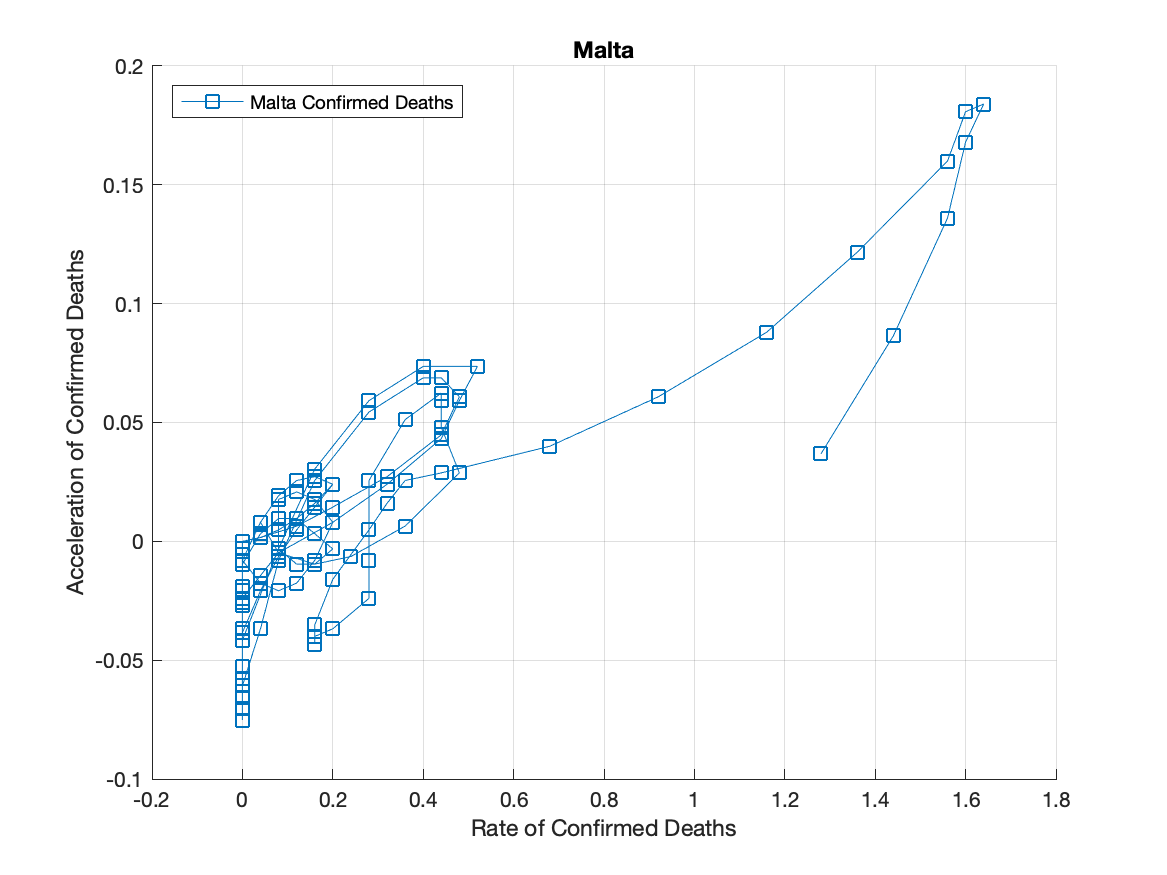 Malta
Malta Confirmed Deaths
Acceleration of Confirmed Deaths
0.2
0.15
0.1
0.05
0
-0.05
-0.1
-0.2 0 0.2 0.4 0.6 0.8 1 1.2 1.4 1.6 1.8
Rate of Confirmed Deaths